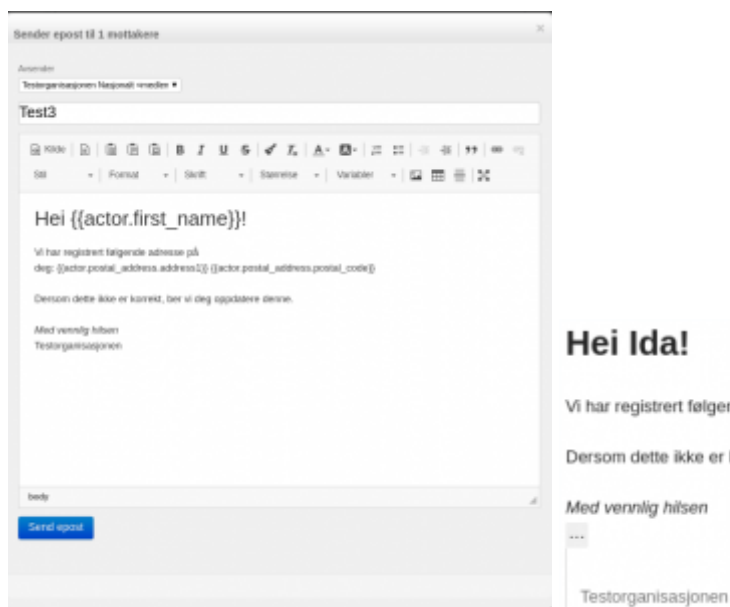 Sender epost til 1 mottakere
×
Avsender
Testorganisasjonen Nasjonalt
Test3
Kilde B I U S
Stil Format Skrift Størrelse Variabler
Hei {{actor.first_name}}!
Vi har registrert følgende adresse på
deg: {{actor.postal_address.address1}} {{actor.postal_address.postal_code}}
Dersom dette ikke er korrekt, ber vi deg oppdatere denne.
Med vennlig hilsen
Testorganisasjonen
body
Send epost
Hei Ida!
Vi har registrert følger
Dersom dette ikke er
Med vennlig hilsen
...
Testorganisasjonen